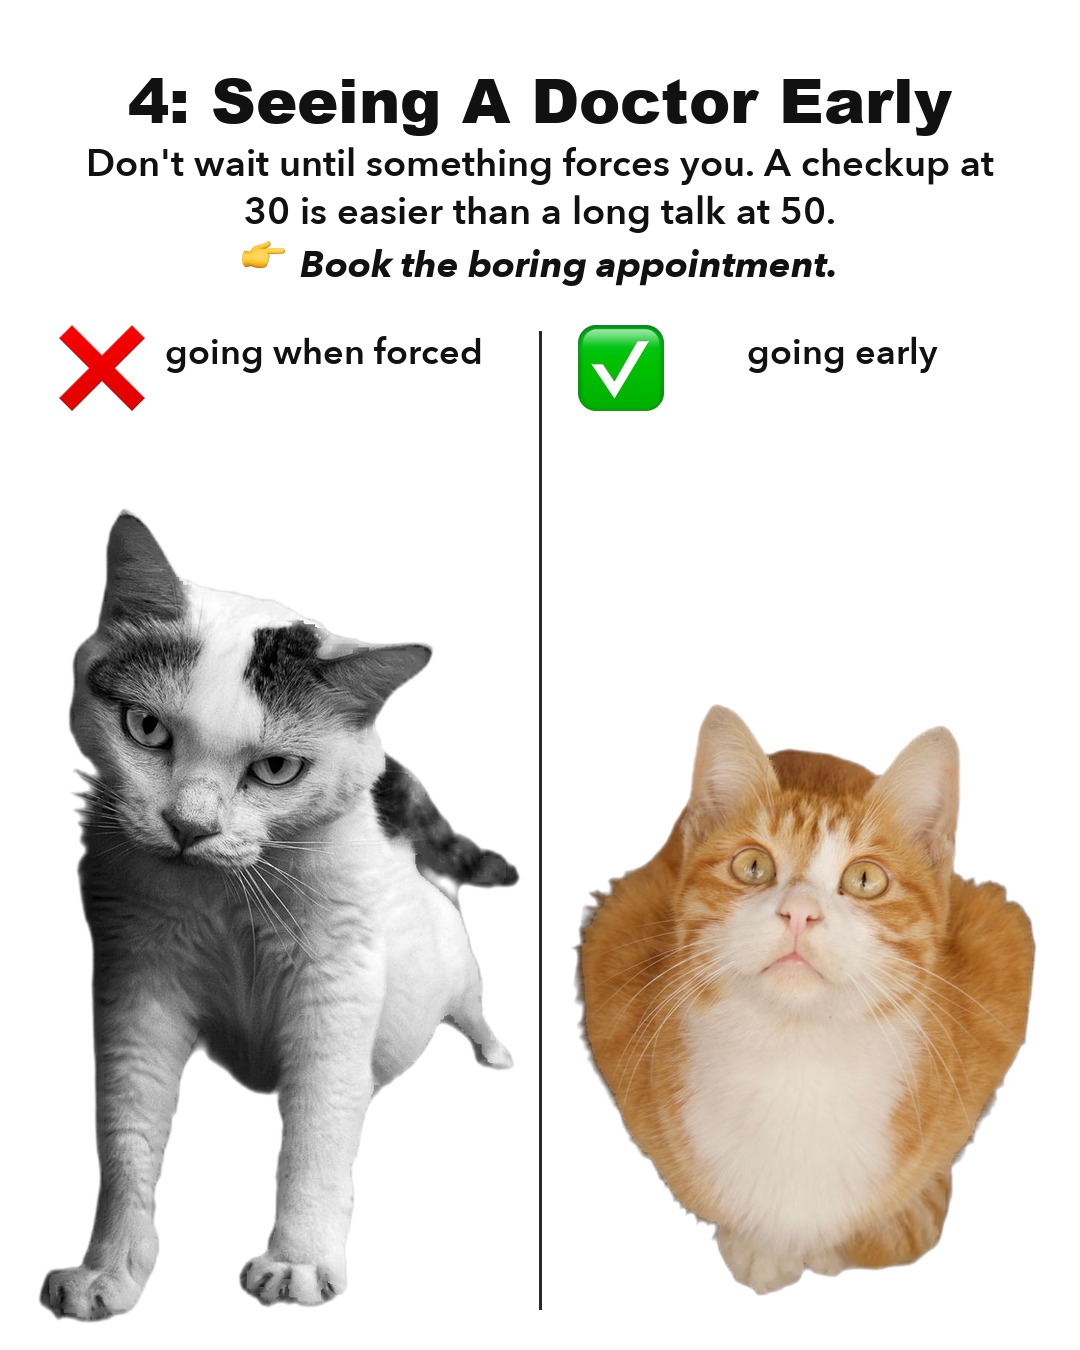 4: Seeing A Doctor Early
Don't wait until something forces you. A checkup at
30 is easier than a long talk at 50.
👉 Book the boring appointment.
❌ going when forced
✅ going early